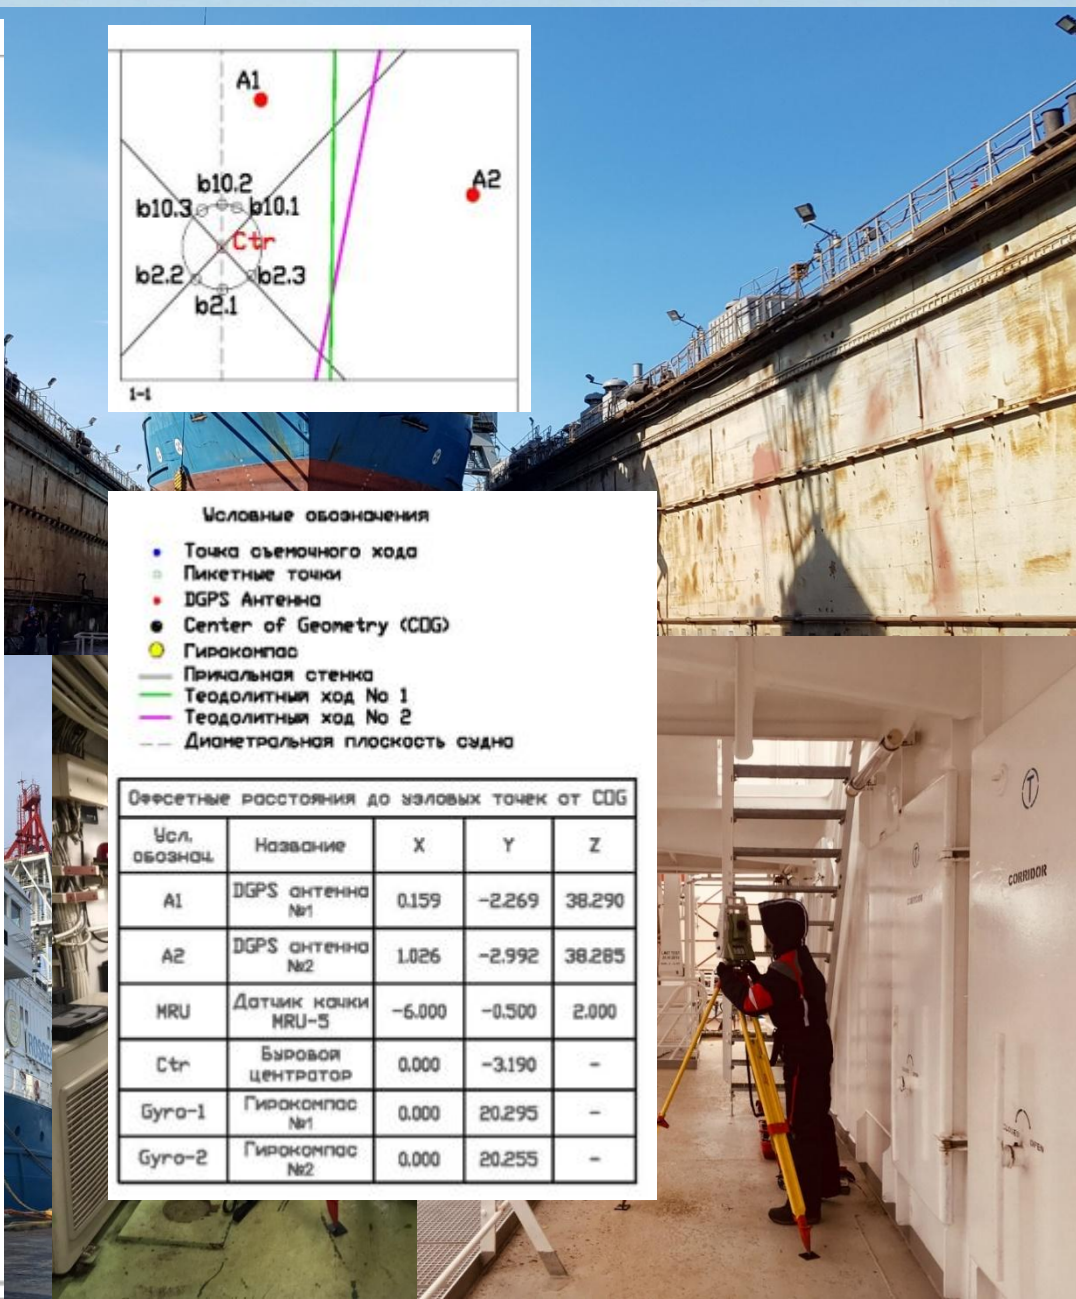 A1
A2
b10.2
b10.3
b10.1
Ctr
b2.2
b2.3
b2.1
1-1
Условные обозначения
Точка съемочного хода
Пикетные точки
DGPS Антенна
Center of Geometry (COG)
Гирокомпас
Причальная стенка
Теодолитный ход No 1
Теодолитный ход No 2
Диаметральная плоскость судна
Оффсетные расстояния до узловых точек от COG
Усл. обознач. Название X Y Z
A1 DGPS антенна №1 0.159 -2.269 38.290
A2 DGPS антенна №2 1.026 -2.992 38.285
MRU Датчик качки MRU-5 -6.000 -0.500 2.000
Ctr Буровой центратор 0.000 -3.190 -
Gyro-1 Гирокомпас №1 0.000 20.295 -
Gyro-2 Гирокомпас №2 0.000 20.255 -
T
CORRIDOR
OPEN